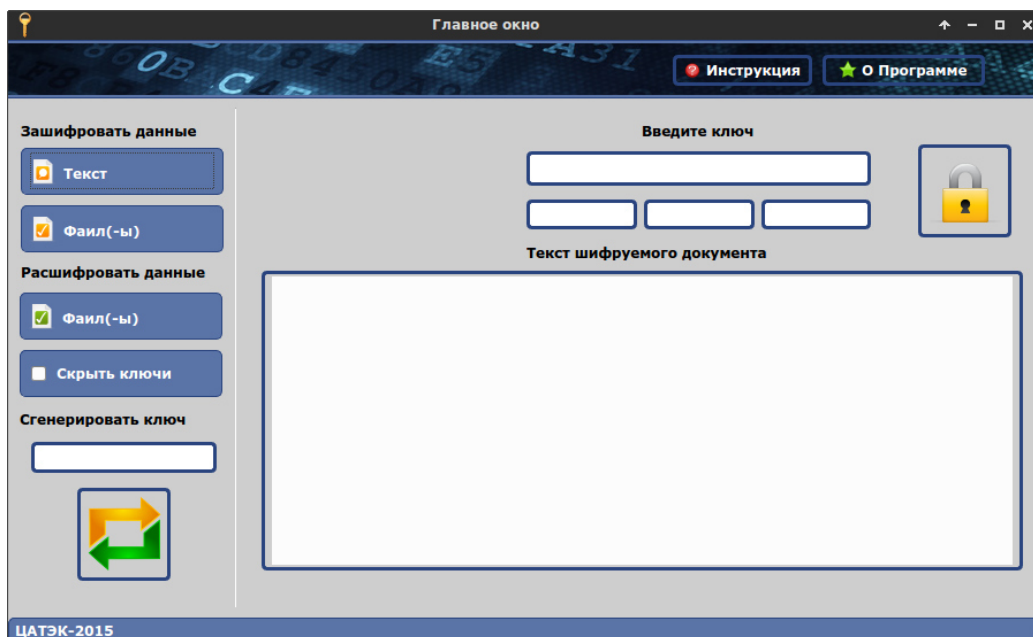 Главное окно
Инструкция
О Программе
Зашифровать данные
Текст
Фаил(-ы)
Расшифровать данные
Фаил(-ы)
Скрыть ключи
Сгенерировать ключ
Введите ключ
Текст шифруемого документа
ЦАТЭК-2015